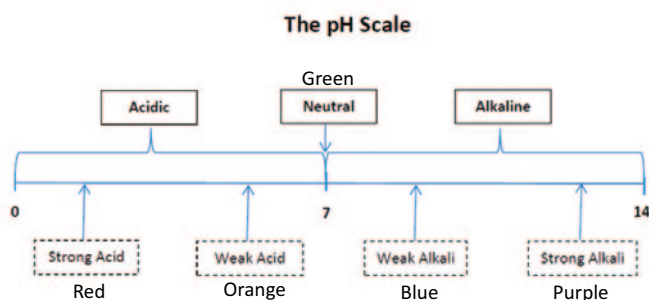 The pH Scale
Green
Acidic Neutral Alkaline
0 7 14
Strong Acid Weak Acid Weak Alkali Strong Alkali
Red Orange Blue Purple